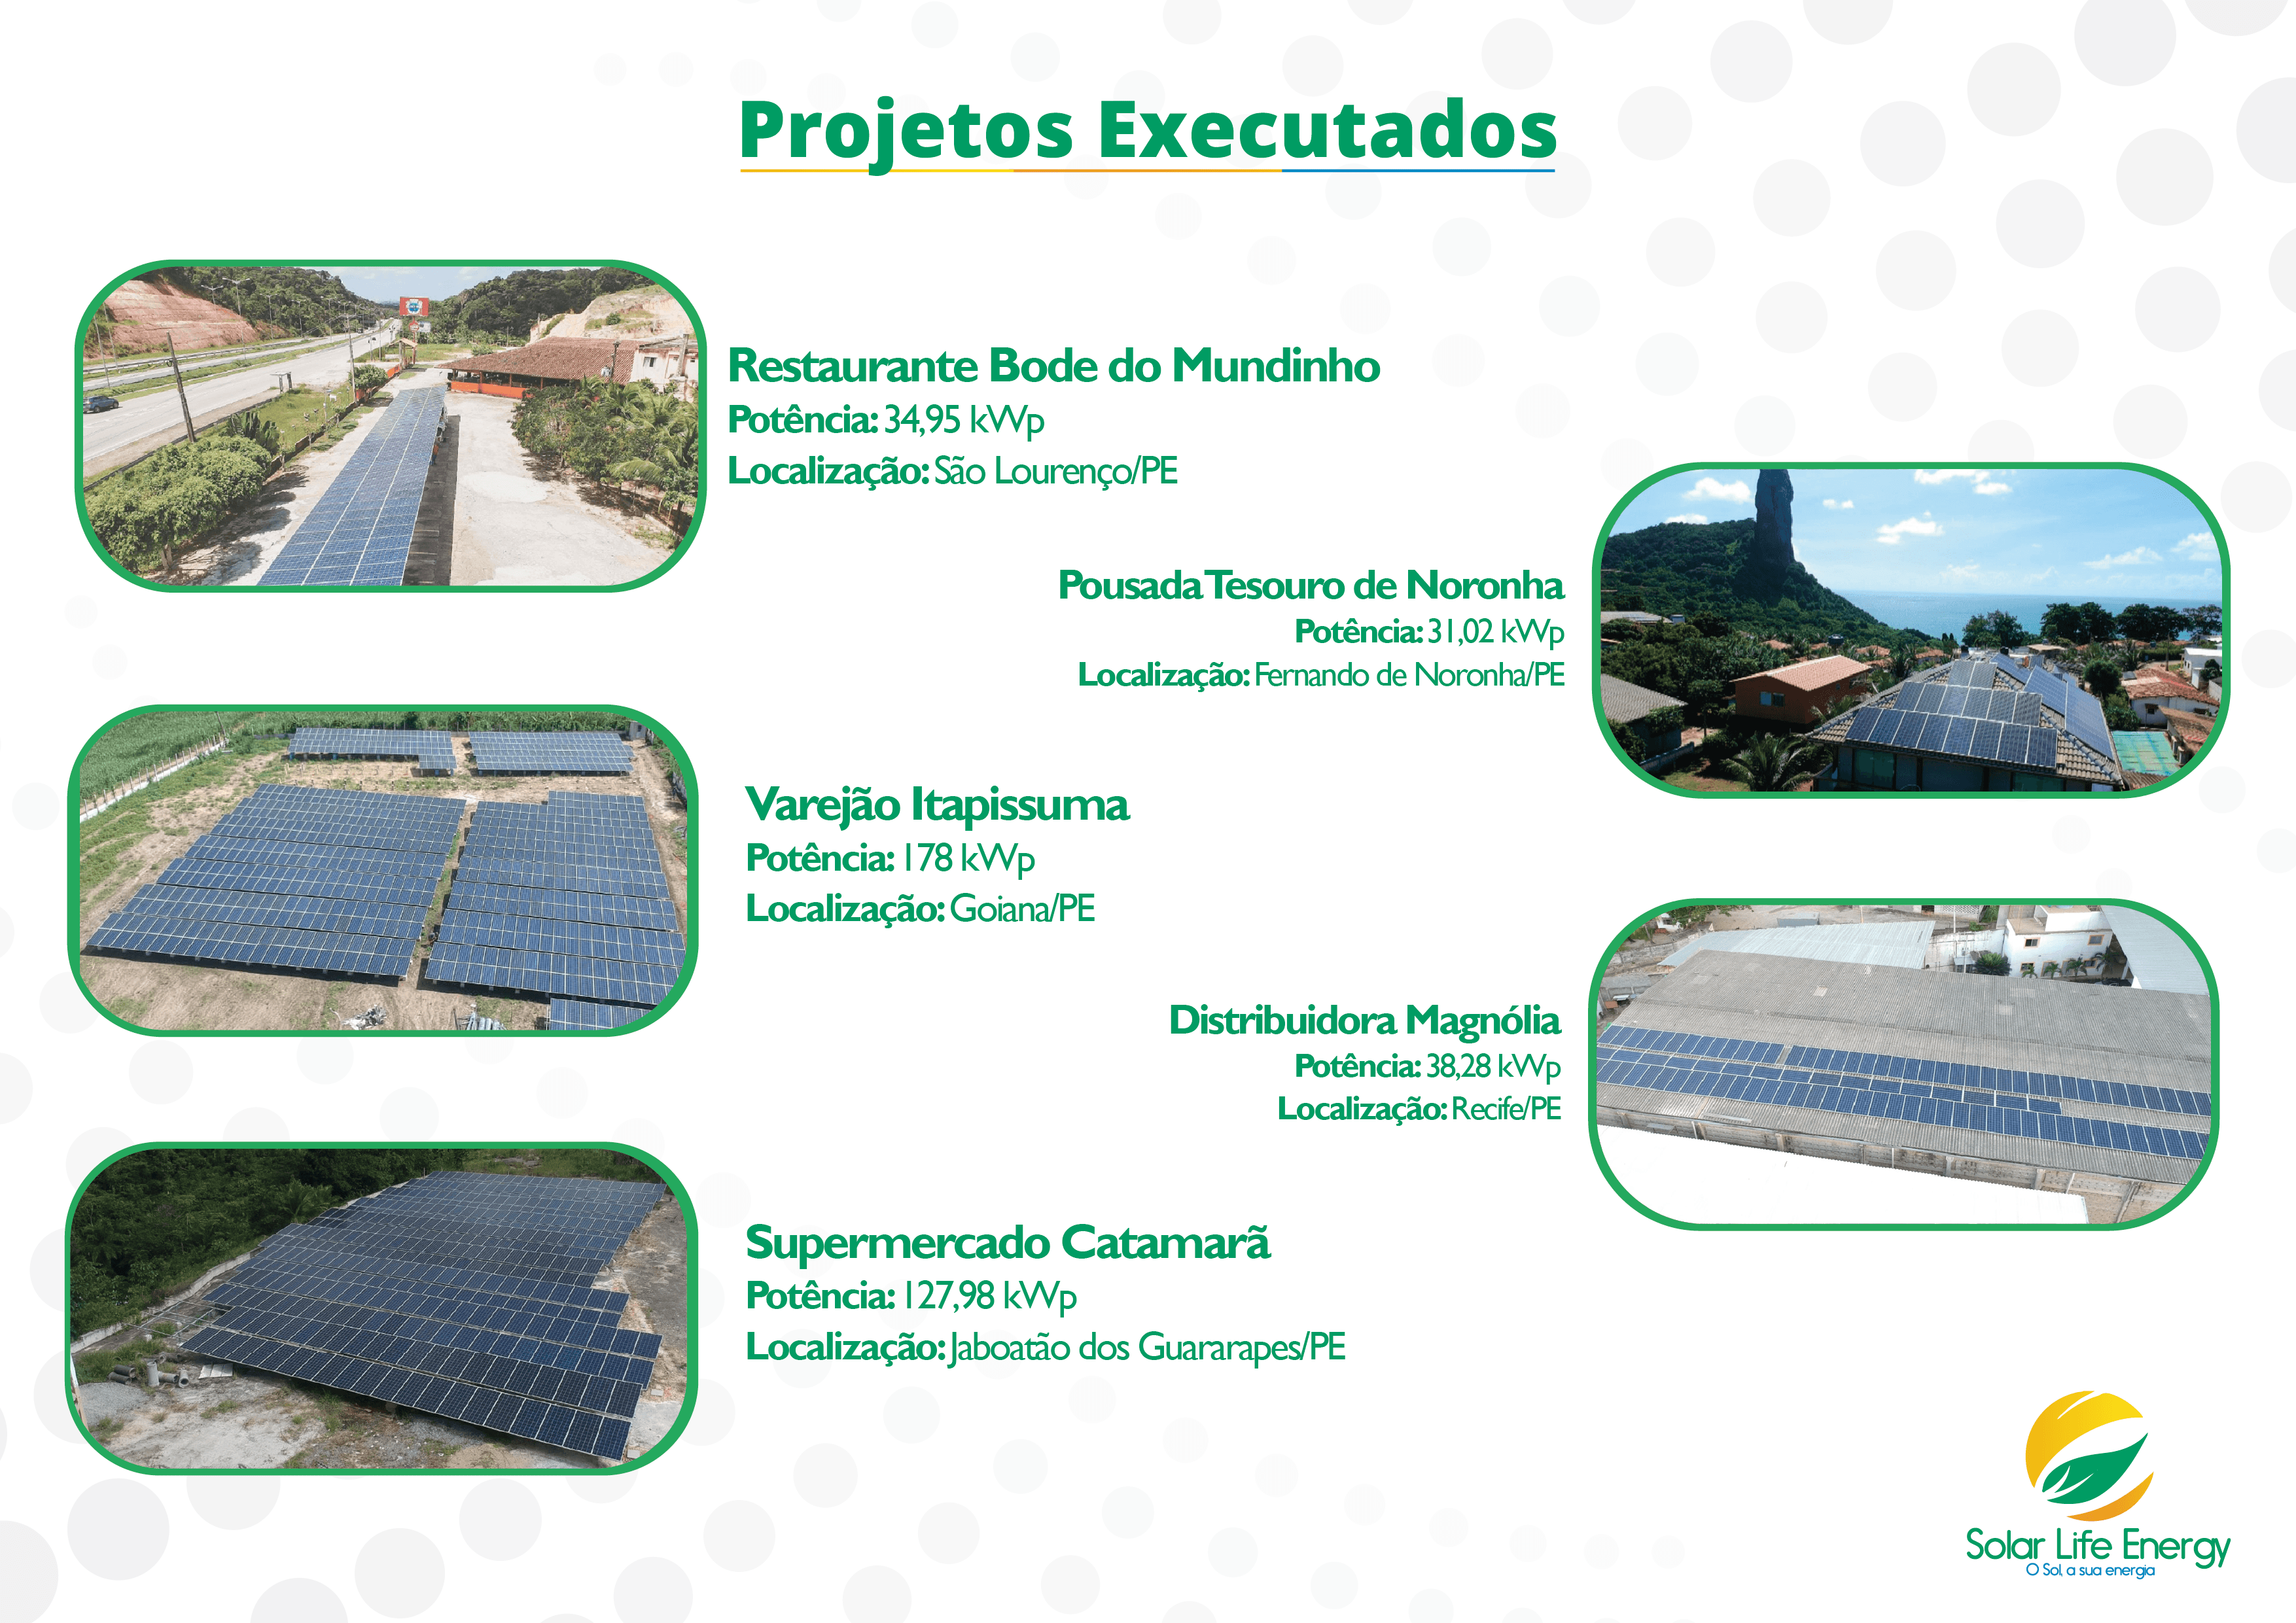 Projetos Executados
Restaurante Bode do Mundinho
Potência: 34,95 kWp
Localização: São Lourenço/PE
Pousada Tesouro de Noronha
Potência: 31,02 kWp
Localização: Fernando de Noronha/PE
Varejão Itapissuma
Potência: 178 kWp
Localização: Goiana/PE
Distribuidora Magnólia
Potência: 38,28 kWp
Localização: Recife/PE
Supermercado Catamarã
Potência: 127,98 kWp
Localização: Jaboatão dos Guararapes/PE
Solar Life Energy
O Sol, a sua energia